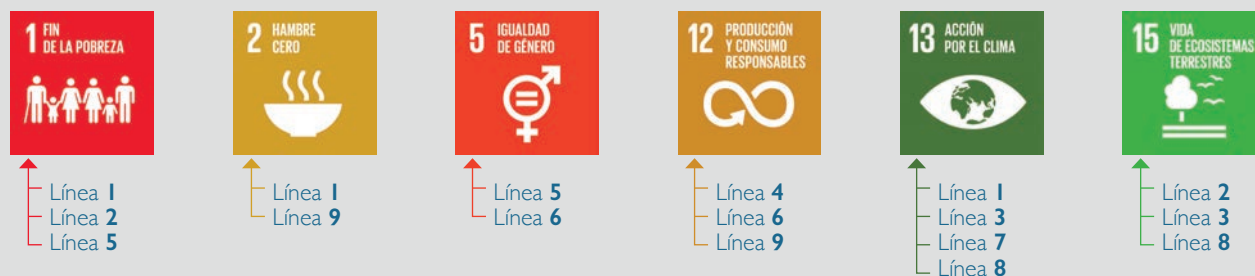 1 FIN
DE LA POBREZA
Línea 1
Línea 2
Línea 5
2 HAMBRE
CERO
Línea 1
Línea 9
5 IGUALDAD
DE GÉNERO
Línea 5
Línea 6
12 PRODUCCIÓN
Y CONSUMO
RESPONSABLES
Línea 4
Línea 6
Línea 9
13 ACCIÓN
POR EL CLIMA
Línea 1
Línea 3
Línea 7
Línea 8
15 VIDA
DE ECOSISTEMAS
TERRESTRES
Línea 2
Línea 3
Línea 8